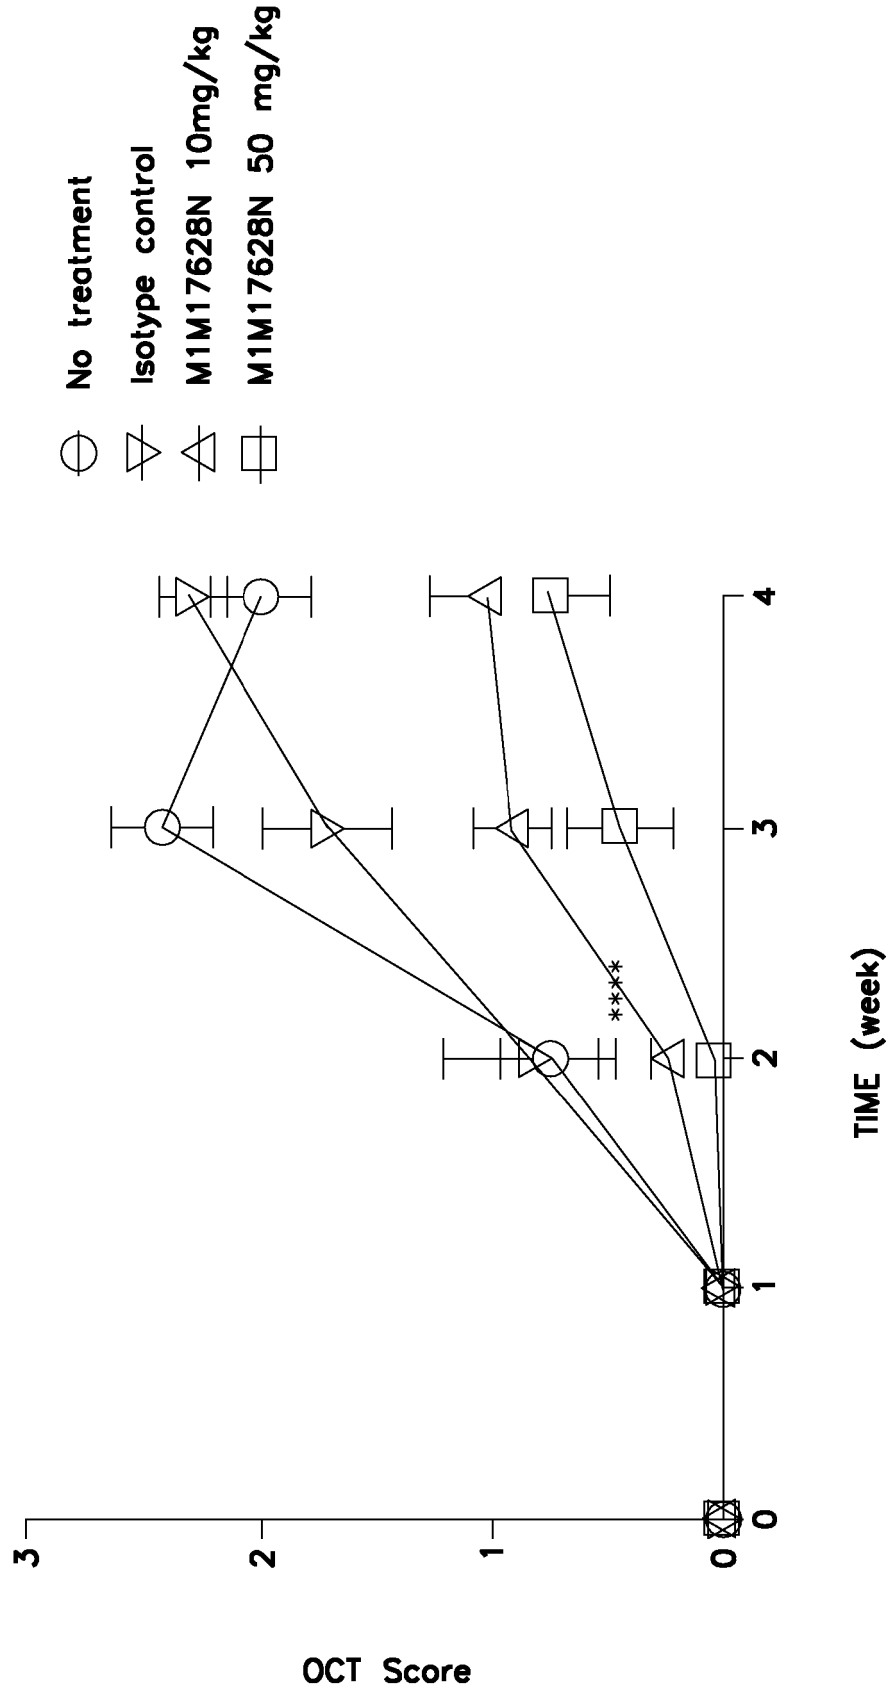 No treatment
Isotype control
M1M17628N 10mg/kg
M1M17628N 50 mg/kg
3
2
1
0
OCT Score
****
0
1
2
3
4
TIME (week)